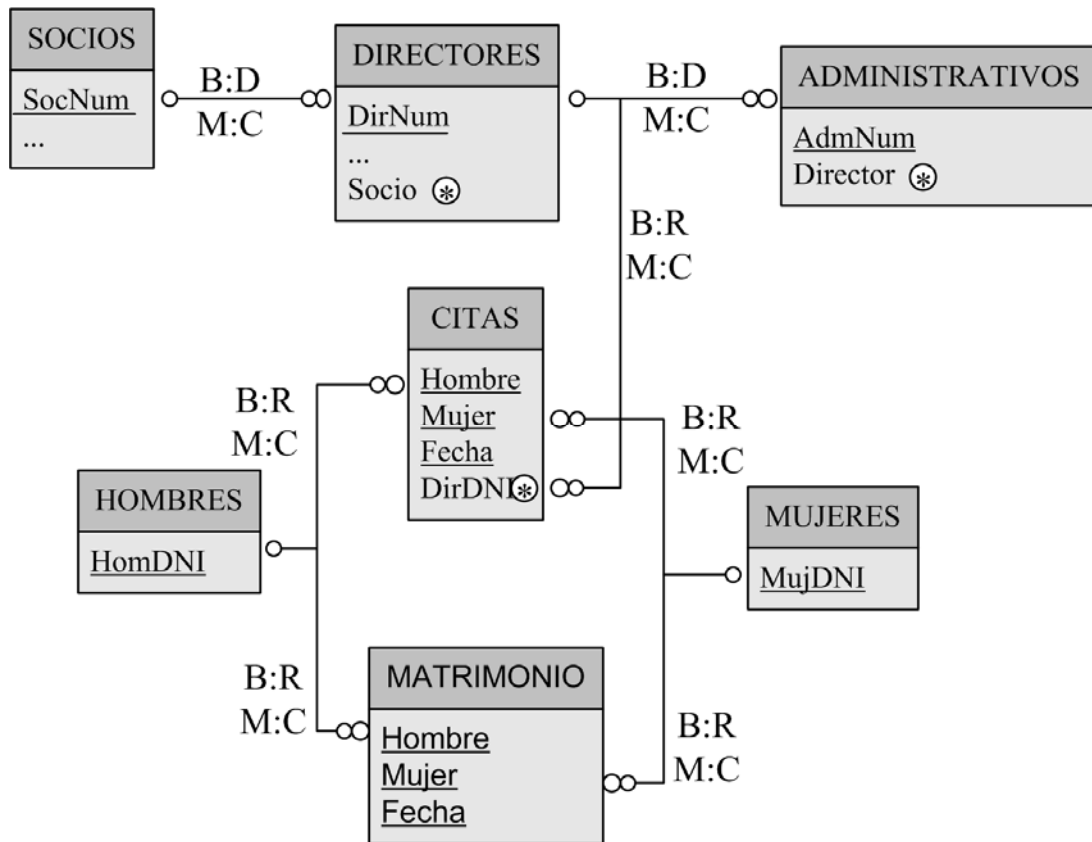 SOCIOS
SocNum
...
B:D
M:C
DIRECTORES
DirNum
...
Socio *
B:D
M:C
ADMINISTRATIVOS
AdmNum
Director *
B:R
M:C
CITAS
Hombre
Mujer
Fecha
DirDNI *
B:R
M:C
B:R
M:C
HOMBRES
HomDNI
MUJERES
MujDNI
B:R
M:C
MATRIMONIO
Hombre
Mujer
Fecha
B:R
M:C